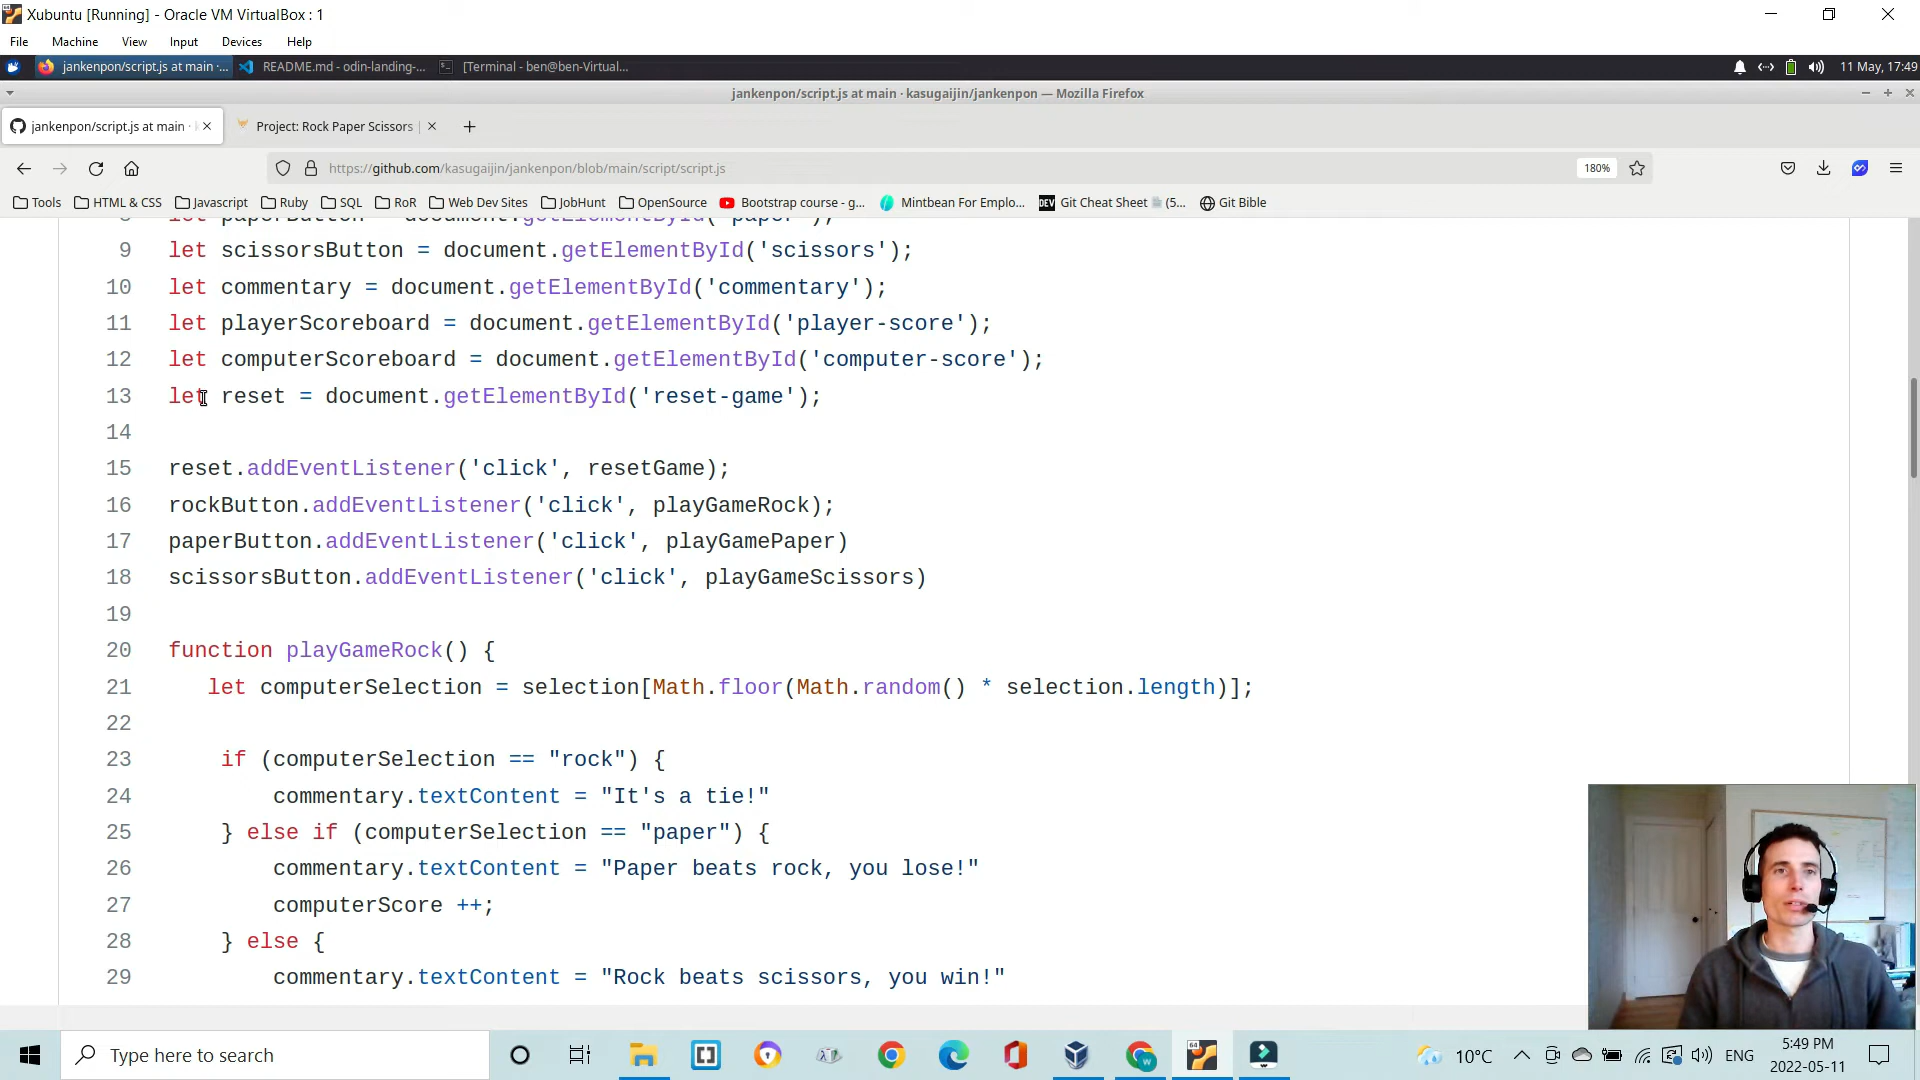 Xubuntu [Running] - Oracle VM VirtualBox : 1
File Machine View Input Devices Help
jankenpon/script.js at main ·... README.md - odin-landing-... [Terminal - ben@ben-Virtual... 11 May, 17:49
jankenpon/script.js at main · kasugaijin/jankenpon — Mozilla Firefox
jankenpon/script.js at main · Project: Rock Paper Scissors
https://github.com/kasugaijin/jankenpon/blob/main/script/script.js 180%
Tools HTML & CSS Javascript Ruby SQL RoR Web Dev Sites JobHunt OpenSource Bootstrap course - g... Mintbean For Emplo... DEV Git Cheat Sheet (5... Git Bible
8 let paperButton = document.getElementById('paper');
9 let scissorsButton = document.getElementById('scissors');
10 let commentary = document.getElementById('commentary');
11 let playerScoreboard = document.getElementById('player-score');
12 let computerScoreboard = document.getElementById('computer-score');
13 let reset = document.getElementById('reset-game');
14
15 reset.addEventListener('click', resetGame);
16 rockButton.addEventListener('click', playGameRock);
17 paperButton.addEventListener('click', playGamePaper)
18 scissorsButton.addEventListener('click', playGameScissors)
19
20 function playGameRock() {
21 let computerSelection = selection[Math.floor(Math.random() * selection.length)];
22
23 if (computerSelection == "rock") {
24 commentary.textContent = "It's a tie!"
25 } else if (computerSelection == "paper") {
26 commentary.textContent = "Paper beats rock, you lose!"
27 computerScore ++;
28 } else {
29 commentary.textContent = "Rock beats scissors, you win!"
Type here to search 10°C ENG 5:49 PM
2022-05-11